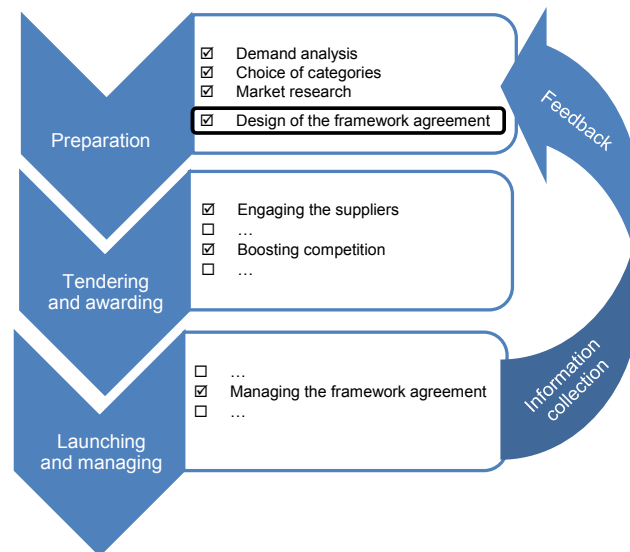 Preparation
☑ Demand analysis
☑ Choice of categories
☑ Market research
☑ Design of the framework agreement
Tendering
and awarding
☑ Engaging the suppliers
☐ …
☑ Boosting competition
☐ …
Launching
and managing
☐ …
☑ Managing the framework agreement
☐ …
Feedback
Information
collection